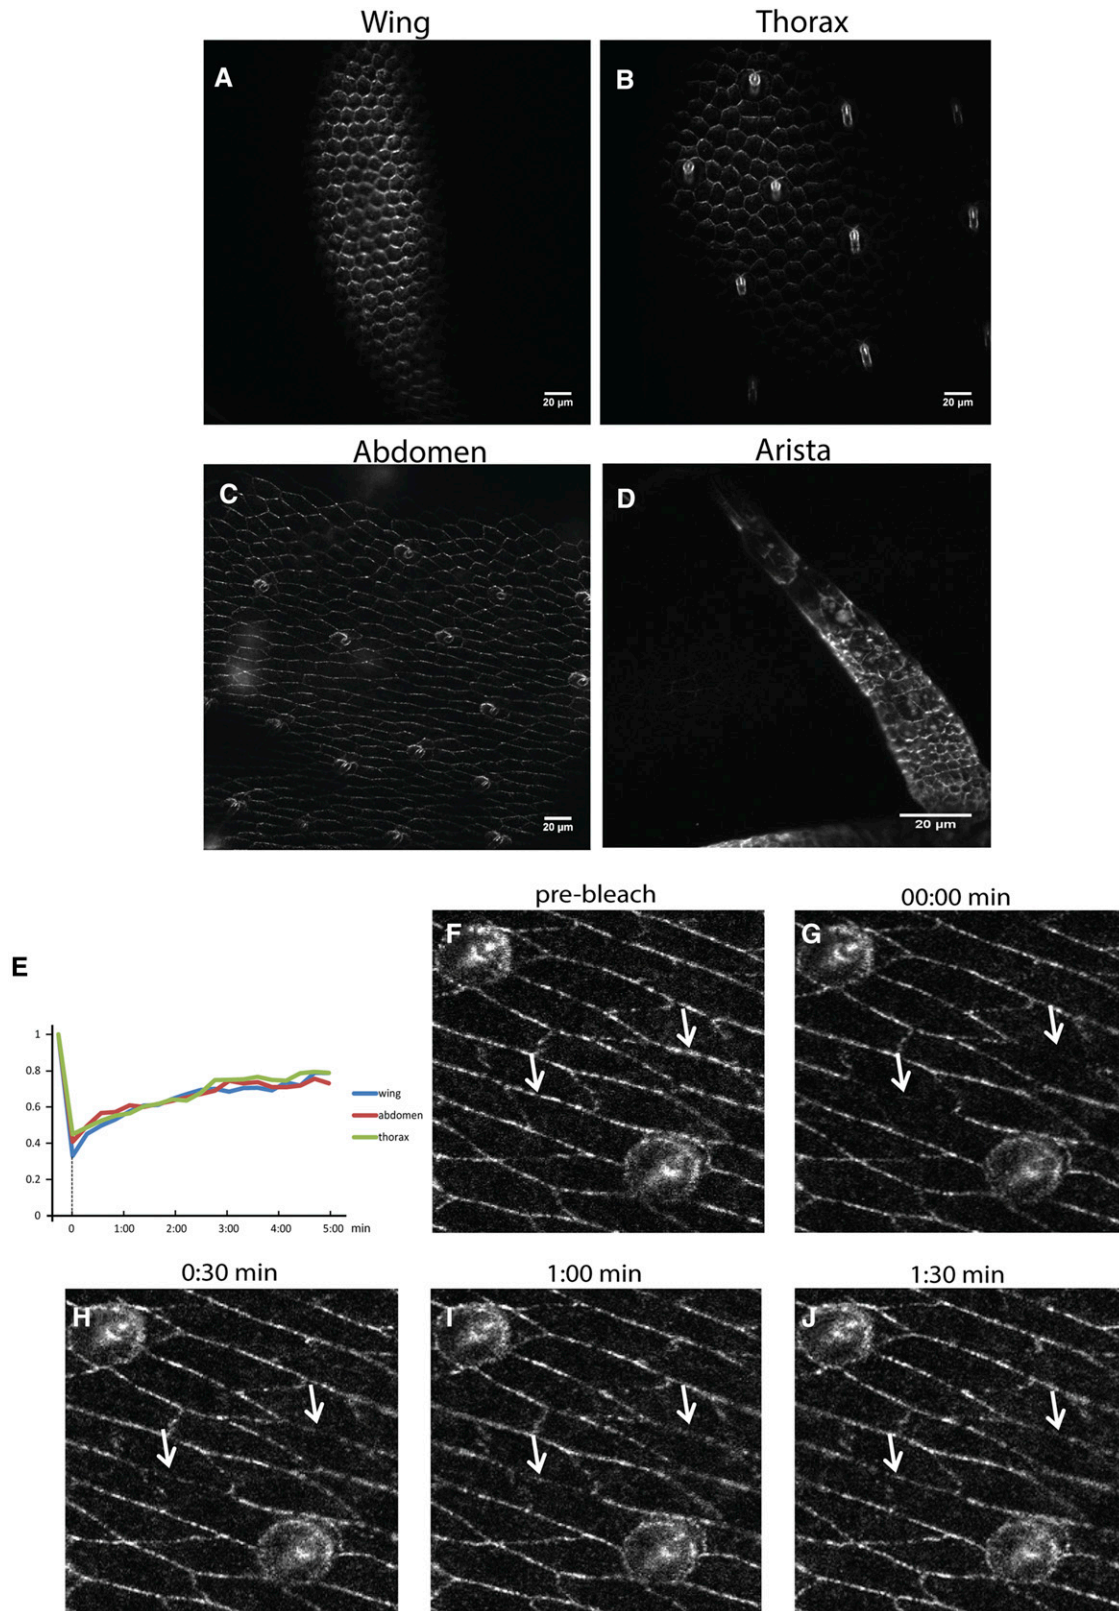 Wing
Thorax
A
B
20 µm
20 µm
Abdomen
Arista
C
D
20 µm
20 µm
E
1
0.8
0.6
0.4
0.2
0
0
1:00
2:00
3:00
4:00
5:00
min
wing
abdomen
thorax
pre-bleach
00:00 min
F
G
0:30 min
1:00 min
1:30 min
H
I
J